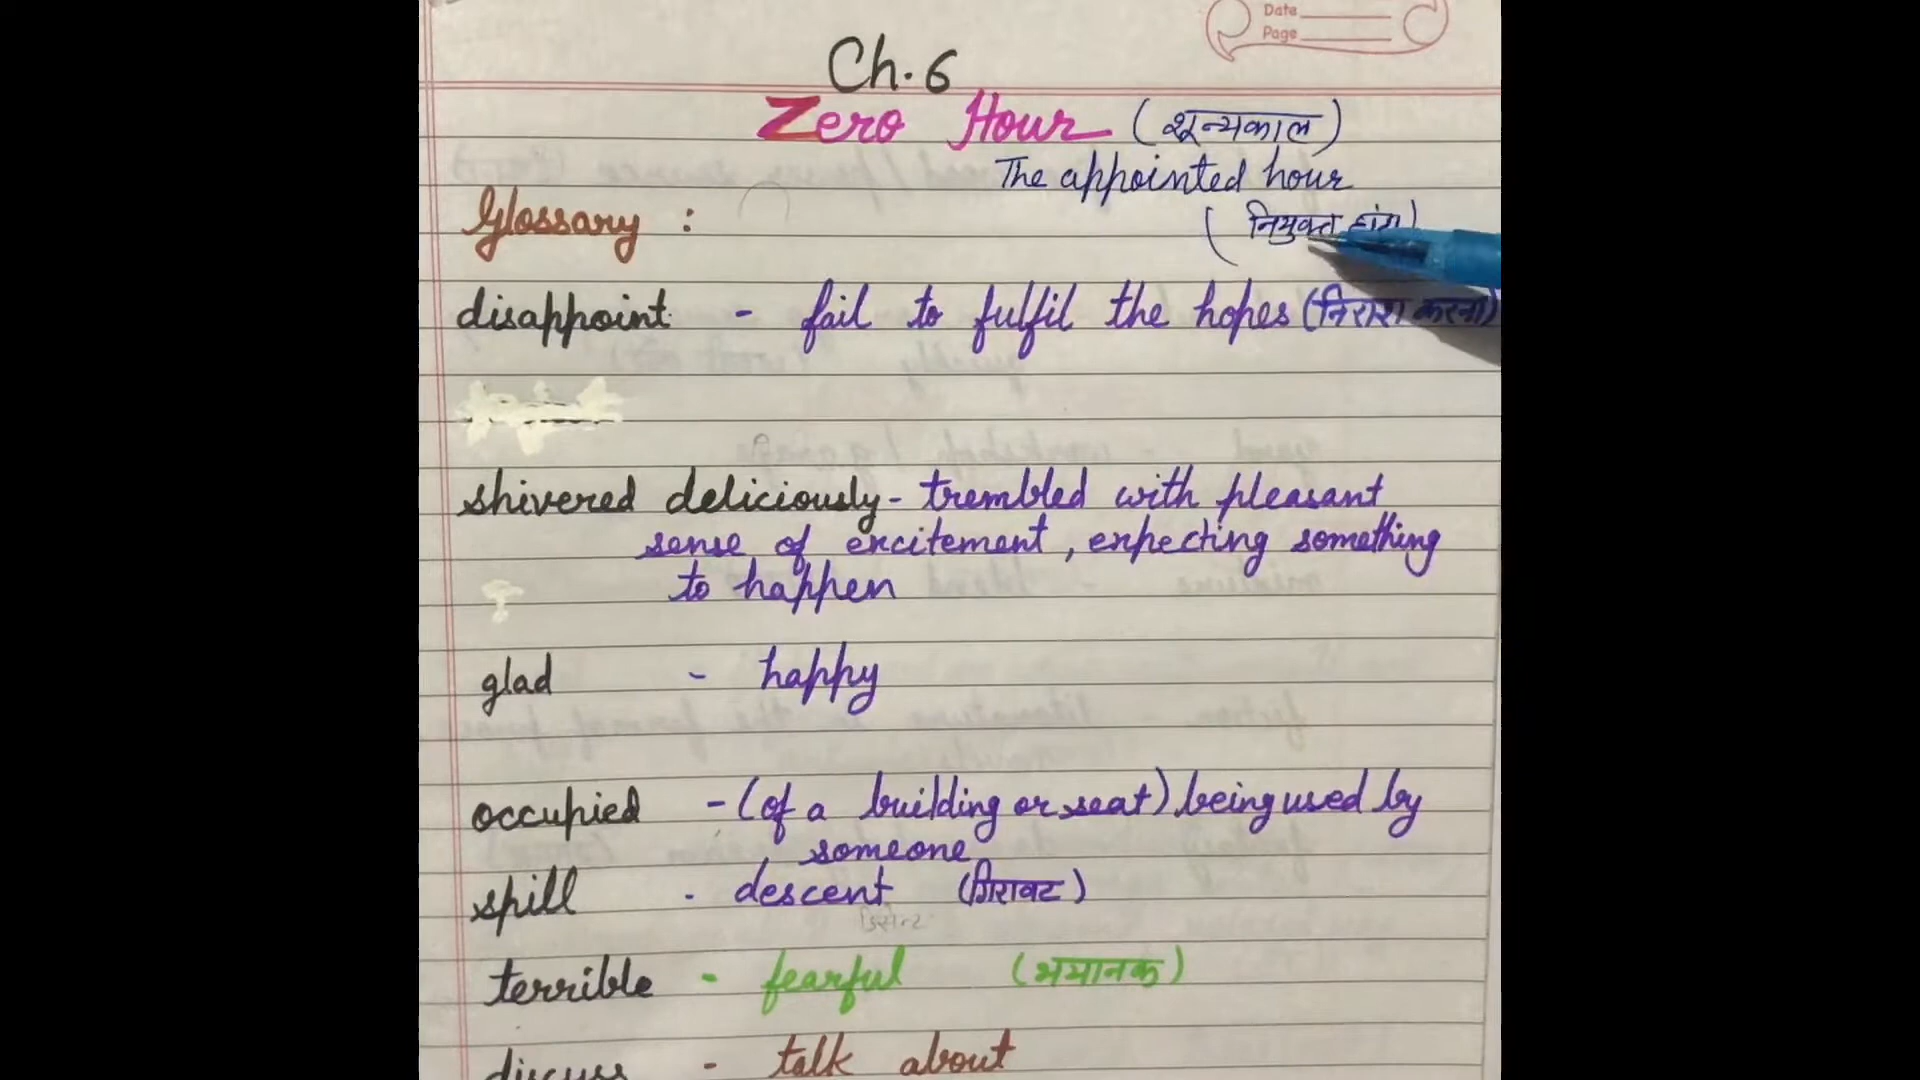 Date
Page
Ch. 6
Zero Hour (शून्यकाल)
The appointed hour
(नियुक्त घंटा)
Glossary :
disappoint - fail to fulfil the hopes (निराश करना)
shivered deliciously - trembled with pleasant
sense of excitement, expecting something
to happen
glad - happy
occupied - (of a building or seat) being used by
someone
spill - descent (गिरावट)
डिसेन्ट
terrible - fearful (भयानक)
discuss - talk about